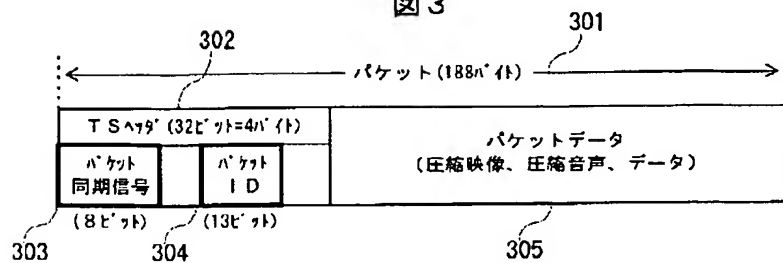 図3
302
301
パケット(188ﾊﾞｲﾄ)
TSﾍｯﾀﾞ(32ﾋﾞｯﾄ=4ﾊﾞｲﾄ)
ﾊﾟｹｯﾄ
同期信号
ﾊﾟｹｯﾄ
ID
パケットデータ
(圧縮映像、圧縮音声、データ)
(8ﾋﾞｯﾄ)
(13ﾋﾞｯﾄ)
303
304
305